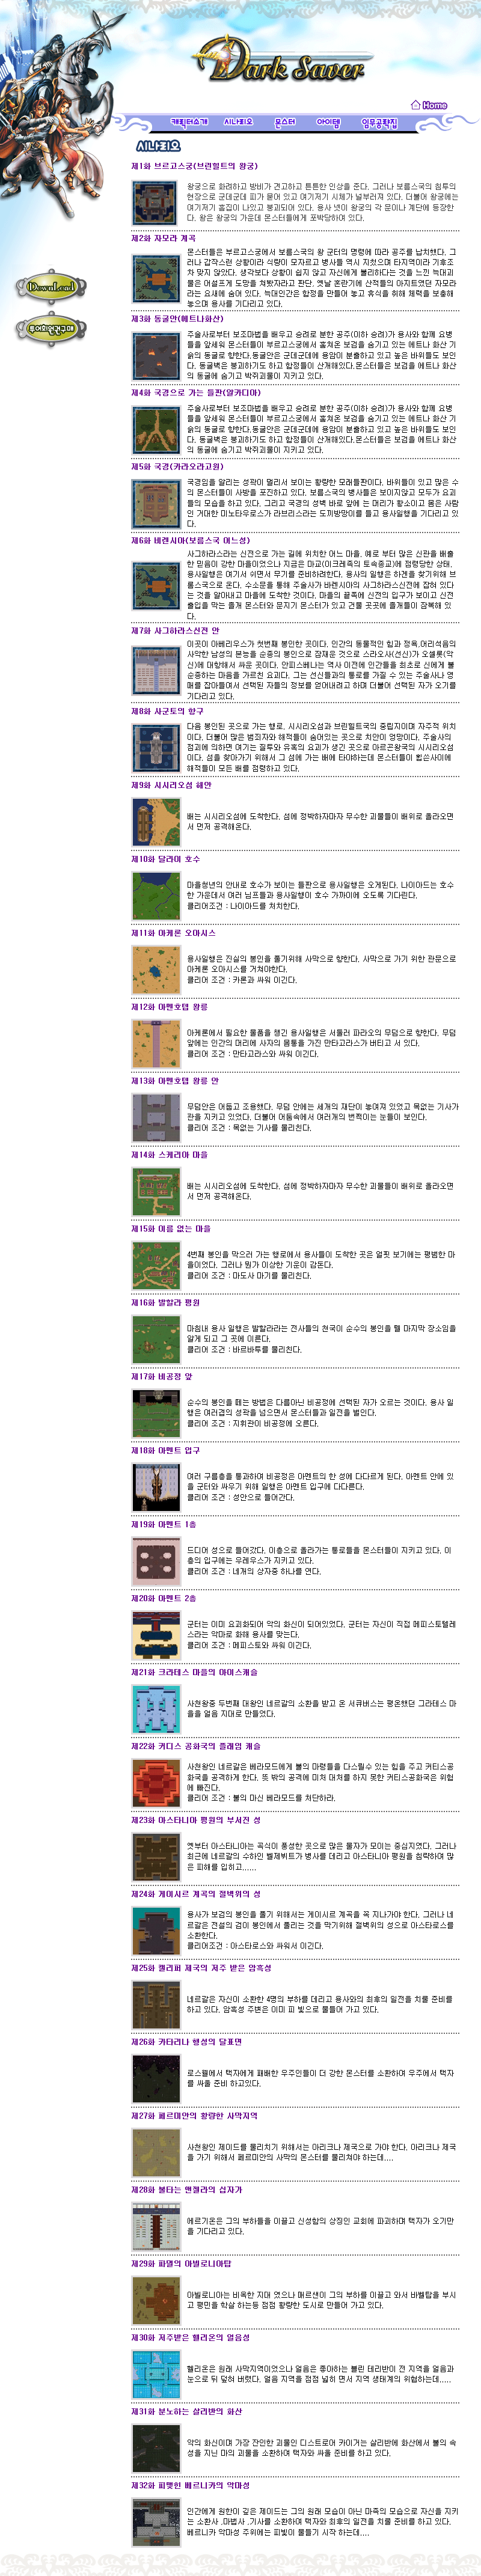 Dark Saver
Home
캐릭터소개 시나리오 몬스터 아이템 임무공략집
시나리오
DownLoad
투어회원권구매
제1화 브르고스궁(브린힐트의 왕궁)
왕궁으로 화려하고 방비가 견고하고 튼튼한 인상을 준다. 그러나 보름스국의 침투의
현장으로 군데군데 피가 묻어 있고 여기저기 시체가 널부러져 있다. 더불어 왕궁에는
여기저기 흠집이 나있고 붕괴되어 있다. 용사 넷이 왕궁의 각 문이나 계단에 등장한
다. 왕은 왕궁의 가운데 몬스터들에게 포박당하여 있다.
제2화 자모라 계곡
몬스터들은 부르고스궁에서 보름스국의 왕 군터의 명령에 따라 공주를 납치했다. 그
러나 갑작스런 상황이라 식량이 모자르고 병사들 역시 지쳤으며 타지역이라 기후조
차 맞지 않았다. 생각보다 상황이 쉽지 않고 자신에게 불리하다는 것을 느낀 늑대괴
물은 어설프게 도망을 쳐봤자라고 판단, 옛날 혼란기에 산적들의 아지트였던 자모라
라는 요새에 숨어 있다. 늑대인간은 함정을 만들어 놓고 휴식을 취해 체력을 보충해
놓으며 용사를 기다리고 있다.
제3화 동굴안(에트나화산)
주술사로부터 보조마법을 배우고 승려로 분한 공주(이하 승려)가 용사와 함께 요병
들을 앞세워 몬스터들이 부르고스궁에서 훔쳐온 보검을 숨기고 있는 에트나 화산 기
슭의 동굴로 향한다.동굴안은 군데군데에 용암이 분출하고 있고 높은 바위들도 보인
다. 동굴벽은 붕괴되기도 하고 함정들이 산개해있다.몬스터들은 보검을 에트나 화산
의 동굴에 숨기고 박쥐괴물이 지키고 있다.
제4화 국경으로 가는 들판(알카디아)
주술사로부터 보조마법을 배우고 승려로 분한 공주(이하 승려)가 용사와 함께 요병
들을 앞세워 몬스터들이 부르고스궁에서 훔쳐온 보검을 숨기고 있는 에트나 화산 기
슭의 동굴로 향한다.동굴안은 군데군데에 용암이 분출하고 있고 높은 바위들도 보인
다. 동굴벽은 붕괴되기도 하고 함정들이 산개해있다.몬스터들은 보검을 에트나 화산
의 동굴에 숨기고 박쥐괴물이 지키고 있다.
제5화 국경(카라오라고원)
국경임을 알리는 성곽이 멀리서 보이는 황량한 모래들판이다. 바위들이 있고 많은 수
의 몬스터들이 사방을 포진하고 있다. 보름스국의 병사들은 보이지않고 모두가 요괴
들의 모습을 하고 있다. 그리고 국경의 성벽 바로 앞에 는 머리가 황소이고 몸은 사람
인 거대한 미노타우로스가 라브리스라는 도끼방망이를 들고 용사일행을 기다리고 있
다.
제6화 비렌시아(보름스국 어느성)
사그하라스라는 신전으로 가는 길에 위치한 어느 마을. 예로 부터 많은 신관을 배출
한 믿음이 강한 마을이었으나 지금은 마교(이크레족의 토속종교)에 점령당한 상태.
용사일행은 여기서 쉬면서 무기를 준비하려한다. 용사의 일행은 하젠을 찾기위해 브
롬스국으로 온다. 수소문을 통해 주술사가 바렌시아의 사그하라스신전에 잡혀 있다
는 것을 알아내고 마을에 도착한 것이다. 마을의 끝쪽에 신전의 입구가 보이고 신전
출입을 막는 졸개 몬스터와 문지기 몬스터가 있고 건물 곳곳에 졸개들이 잠복해 있
다.
제7화 사그하라스신전 안
이곳이 아베리우스가 첫번째 봉인한 곳이다. 인간의 동물적인 힘과 정욕.어리석음의
사악한 남성의 본능을 순종의 봉인으로 잠재운 것으로 스라오샤(선신)가 오셀롯(악
신)에 대항해서 싸운 곳이다. 안피스베나는 역사 이전에 인간들을 최초로 신에게 불
순종하는 마음을 가르친 요괴다. 그는 선신들과의 통로를 가질 수 있는 주술사나 영
매를 잡아들여서 선택된 자들의 정보를 얻어내려고 하며 더불어 선택된 자가 오기를
기다리고 있다.
제8화 사군토의 항구
다음 봉인된 곳으로 가는 행로. 시시리오섬과 브린힐트국의 중립지이며 자주적 위치
이다. 더불어 많은 범죄자와 해적들이 숨어있는 곳으로 치안이 엉망이다. 주술사의
점괘에 의하면 여기는 질투와 유혹의 요괴가 생긴 곳으로 아르곤왕국의 시시리오섬
이다. 섬을 찾아가기 위해서 그 섬에 가는 배에 타야하는데 몬스터들이 휩쓴사이에
해적들이 모든 배를 점령하고 있다.
제9화 시시리오섬 해안
배는 시시리오섬에 도착한다. 섬에 정박하자마자 무수한 괴물들이 배위로 올라오면
서 먼저 공격해온다.
제10화 달라이 호수
마을청년의 안내로 호수가 보이는 들판으로 용사일행은 오게된다. 나이아드는 호수
한 가운데서 여러 님프들과 용사일행이 호수 가까이에 오도록 기다린다.
클리어조건 : 나이아드를 처치한다.
제11화 아케론 오아시스
용사일행은 진실의 봉인을 풀기위해 사막으로 향한다. 사막으로 가기 위한 관문으로
아케론 오아시스를 거쳐야한다.
클리어 조건 : 카론과 싸워 이긴다.
제12화 아멘호텝 왕릉
아케론에서 필요한 물품을 챙긴 용사일행은 서둘러 파라오의 무덤으로 향한다. 무덤
앞에는 인간의 머리에 사자의 몸통을 가진 만타고라스가 버티고 서 있다.
클리어 조건 : 만타고라스와 싸워 이긴다.
제13화 아멘호텝 왕릉 안
무덤안은 어둡고 조용했다. 무덤 안에는 세개의 재단이 놓여져 있었고 목없는 기사가
관을 지키고 있었다. 더불어 어둠속에서 여러개의 번쩍이는 눈들이 보인다.
클리어 조건 : 목없는 기사를 물리친다.
제14화 스케리아 마을
배는 시시리오섬에 도착한다. 섬에 정박하자마자 무수한 괴물들이 배위로 올라오면
서 먼저 공격해온다.
제15화 이름 없는 마을
4번째 봉인을 막으러 가는 행로에서 용사들이 도착한 곳은 얼핏 보기에는 평범한 마
을이었다. 그러나 뭔가 이상한 기운이 감돈다.
클리어 조건 : 마도사 마기를 물리친다.
제16화 발할라 평원
마침내 용사 일행은 발할라라는 전사들의 천국이 순수의 봉인을 뗄 마지막 장소임을
알게 되고 그 곳에 이른다.
클리어 조건 : 바르바투를 물리친다.
제17화 비공정 앞
순수의 봉인을 떼는 방법은 다름아닌 비공정에 선택된 자가 오르는 것이다. 용사 일
행은 여러겹의 성곽을 넘으면서 몬스터들과 일전을 벌인다.
클리어 조건 : 지휘관이 비공정에 오른다.
제18화 아멘트 입구
여러 구름층을 통과하여 비공정은 아멘트의 한 성에 다다르게 된다. 아멘트 안에 있
을 군터와 싸우기 위해 일행은 아멘트 입구에 다다른다.
클리어 조건 : 성안으로 들어간다.
제19화 아멘트 1층
드디어 성으로 들어갔다. 이층으로 올라가는 통로들을 몬스터들이 지키고 있다. 이
층의 입구에는 우레우스가 지키고 있다.
클리어 조건 : 네개의 상자중 하나를 연다.
제20화 아멘트 2층
군터는 이미 요괴화되어 악의 화신이 되어있었다. 군터는 자신이 직접 메피스토텔레
스라는 악마로 화해 용사를 맞는다.
클리어 조건 : 메피스토와 싸워 이긴다.
제21화 크라테스 마을의 아이스캐슬
사천왕중 두번째 대왕인 네르갈의 소환을 받고 온 서큐버스는 평온했던 그라테스 마
을을 얼음 지대로 만들었다.
제22화 커디스 공화국의 플래임 캐슬
사천왕인 네르갈은 베라모드에게 불의 마령들을 다스릴수 있는 힘을 주고 커티스공
화국을 공격하게 한다. 뜻 밖의 공격에 미처 대처를 하지 못한 커티스공화국은 위험
에 빠진다.
클리어 조건 : 불의 마신 베라모드를 처단하라.
제23화 아스타니아 평원의 부서진 성
옛부터 아스타니아는 곡식이 풍성한 곳으로 많은 물자가 모이는 중심지였다. 그러나
최근에 네르갈의 수하인 벨제뷔트가 병사를 데리고 아스타니아 평원을 침략하여 많
은 피해를 입히고......
제24화 게이시르 계곡의 절벽위의 성
용사가 보검의 봉인을 풀기 위해서는 게이시르 계곡을 꼭 지나가야 한다. 그러나 네
르갈은 전설의 검이 봉인에서 풀리는 것을 막기위해 절벽위의 성으로 아스타로스를
소환한다.
클리어조건 : 아스타로스와 싸워서 이긴다.
제25화 젤리퍼 제국의 저주 받은 암흑성
네르갈은 자신이 소환한 4명의 부하를 데리고 용사와의 최후의 일전을 치룰 준비를
하고 있다. 암흑성 주변은 이미 피 빛으로 물들어 가고 있다.
제26화 카타리나 행성의 달표면
로스웰에서 택자에게 패배한 우주인들이 더 강한 몬스터를 소환하여 우주에서 택자
를 싸울 준비 하고있다.
제27화 페르미안의 황량한 사막지역
사천왕인 제이드를 물리치기 위해서는 아리크나 제국으로 가야 한다. 아리크나 제국
을 가기 위해서 페르미안의 사막의 몬스터를 물리쳐야 하는데....
제28화 불타는 맨젤라의 십자가
에르기온은 그의 부하들을 이끌고 신성함의 상징인 교회에 파괴하며 택자가 오기만
을 기다리고 있다.
제29화 파멸의 아빌로니아탑
아빌로니아는 비옥한 지대 였으나 매르샌이 그의 부하를 이끌고 와서 바벨탑을 부시
고 평민을 학살 하는등 점점 황량한 도시로 만들어 가고 있다.
제30화 저주받은 헬리온의 얼음성
헬리온은 원래 사막지역이었으나 얼음은 좋아하는 볼린 테리반이 전 지역을 얼음과
눈으로 뒤 덮혀 버렸다. 얼음 지역을 점점 넓히 면서 지역 생태계의 위협하는데.....
제31화 분노하는 살리반의 화산
악의 화신이며 가장 잔인한 괴물인 디스트로어 카이거는 살리반에 화산에서 불의 속
성을 지닌 마의 괴물을 소환하여 택자와 싸울 준비를 하고 있다.
제32화 피맺힌 베르니카의 악마성
인간에게 원한이 깊은 제이드는 그의 원래 모습이 아닌 마족의 모습으로 자신을 지키
는 소환사 .마법사 .기사를 소환하여 택자와 최후의 일전을 치룰 준비를 하고 있다.
베르니카 악마성 주위에는 피빛이 물들기 시작 하는데....